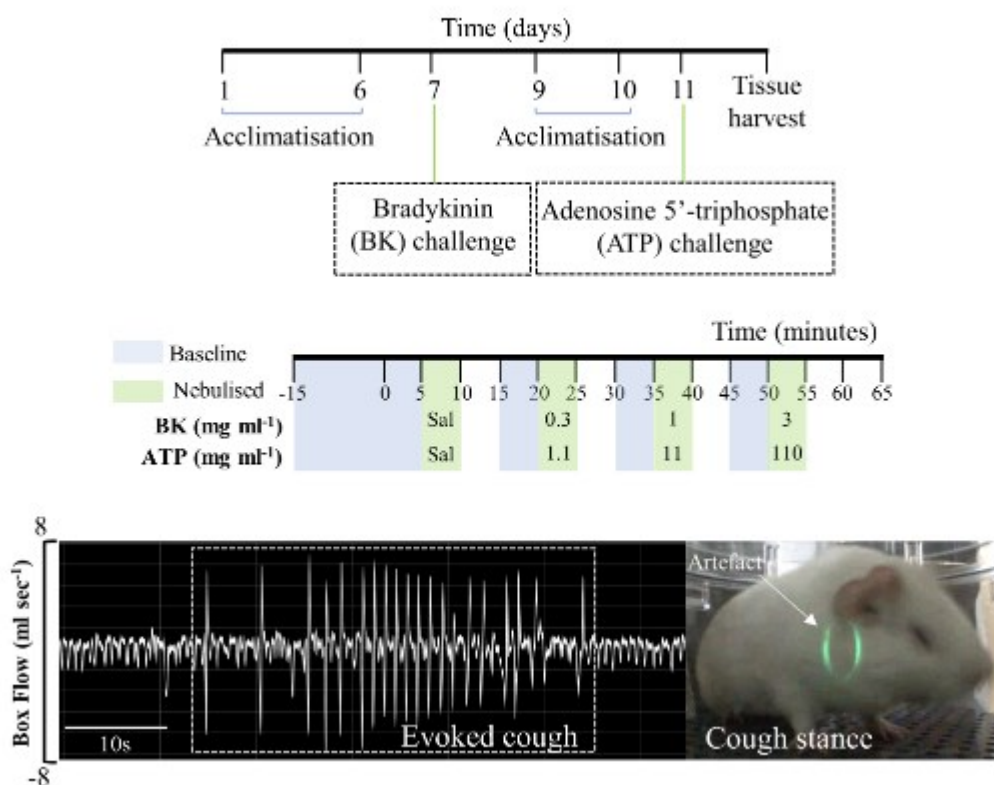 Time (days)
1 6 7 9 10 11 Tissue
harvest
Acclimatisation Acclimatisation
Bradykinin
(BK) challenge
Adenosine 5’-triphosphate
(ATP) challenge
Time (minutes)
Baseline
Nebulised
-15 0 5 10 15 20 25 30 35 40 45 50 55 60 65
BK (mg ml-1) Sal 0.3 1 3
ATP (mg ml-1) Sal 1.1 11 110
8
Box Flow (ml sec-1)
-8
10s
Evoked cough
Artefact
Cough stance